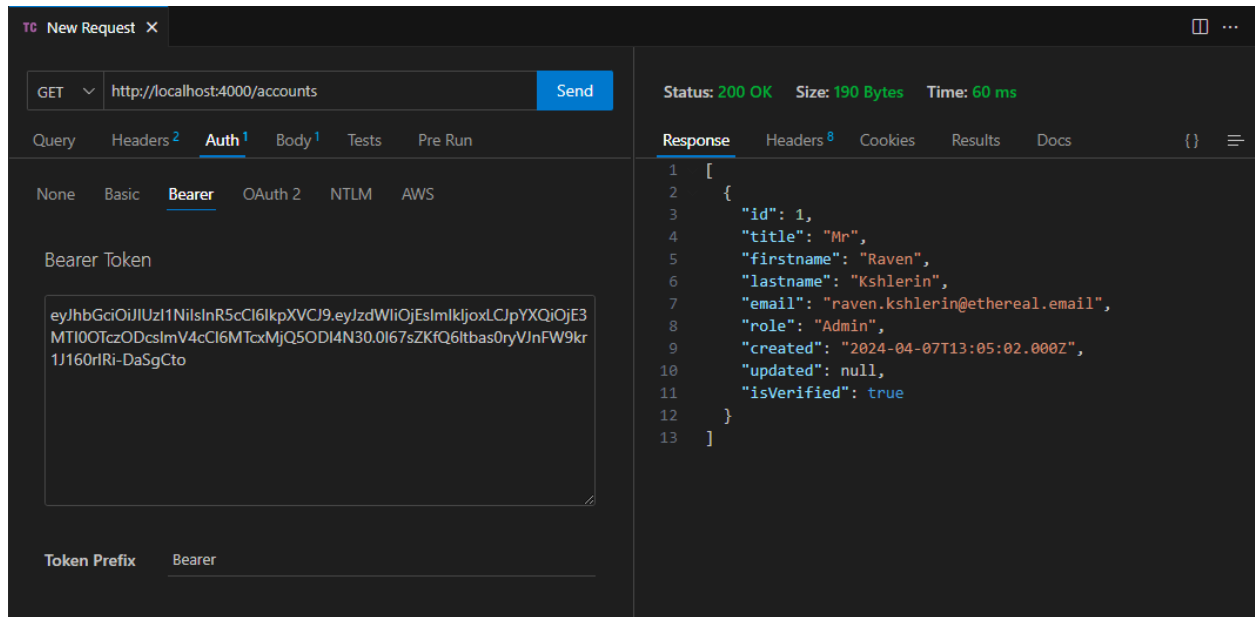 TC New Request
GET http://localhost:4000/accounts Send
Query Headers 2 Auth 1 Body 1 Tests Pre Run
None Basic Bearer OAuth 2 NTLM AWS
Bearer Token
eyJhbGciOiJIUzI1NiIsInR5cCI6IkpXVCJ9.eyJzdWIiOjEsImlkIjoxLCJpYXQiOjE3
MTI0OTczODcsImV4cCI6MTcxMjQ5ODI4N30.0l67sZKfQ6ltbas0ryVJnFW9kr
1J160rlRi-DaSgCto
Token Prefix Bearer
Status: 200 OK Size: 190 Bytes Time: 60 ms
Response Headers 8 Cookies Results Docs {}
1 [
2 {
3 "id": 1,
4 "title": "Mr",
5 "firstname": "Raven",
6 "lastname": "Kshlerin",
7 "email": "raven.kshlerin@ethereal.email",
8 "role": "Admin",
9 "created": "2024-04-07T13:05:02.000Z",
10 "updated": null,
11 "isVerified": true
12 }
13 ]